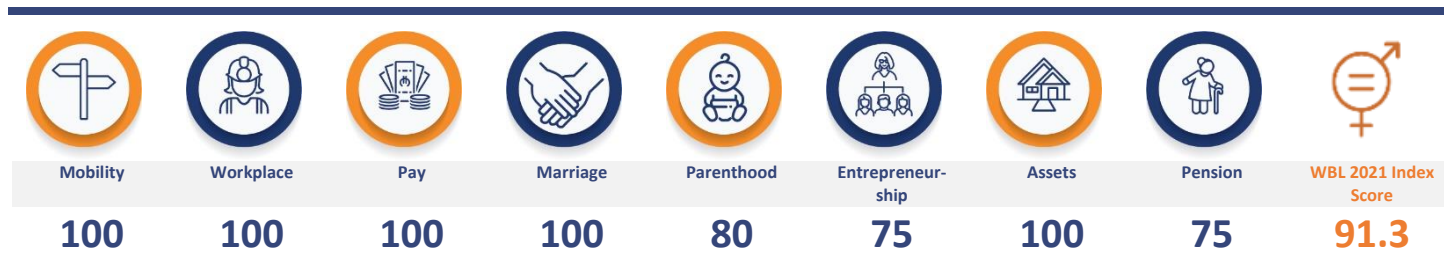 Mobility
Workplace
Pay
Marriage
Parenthood
Entrepreneur-
ship
Assets
Pension
WBL 2021 Index
Score
100
100
100
100
80
75
100
75
91.3